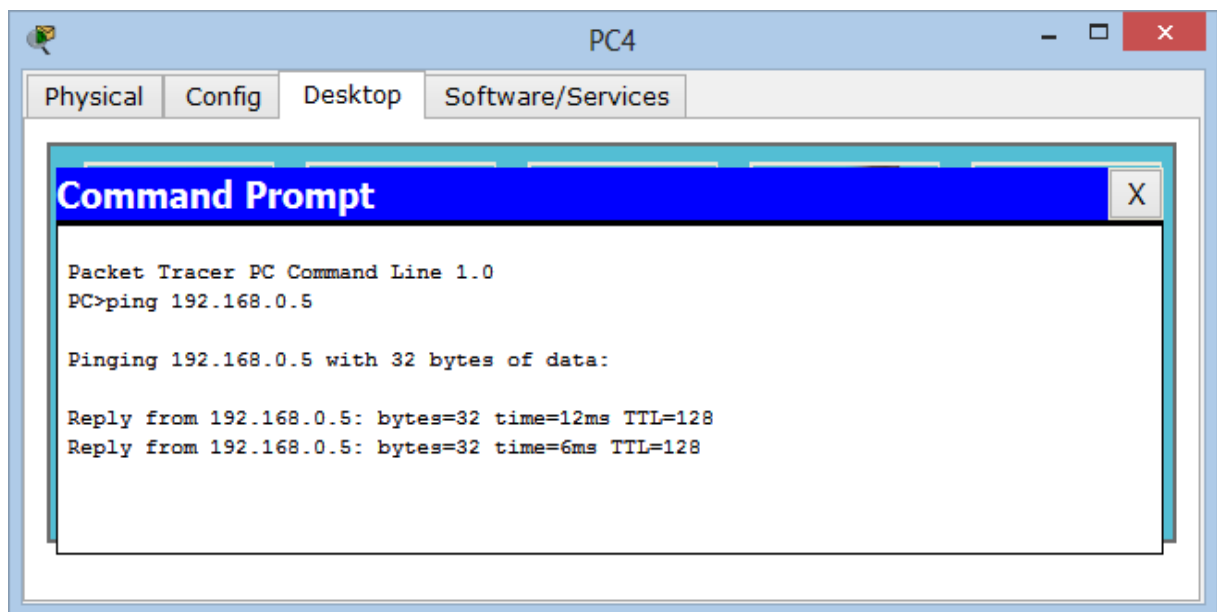 PC4
Physical Config Desktop Software/Services
Command Prompt X
Packet Tracer PC Command Line 1.0
PC>ping 192.168.0.5
Pinging 192.168.0.5 with 32 bytes of data:
Reply from 192.168.0.5: bytes=32 time=12ms TTL=128
Reply from 192.168.0.5: bytes=32 time=6ms TTL=128